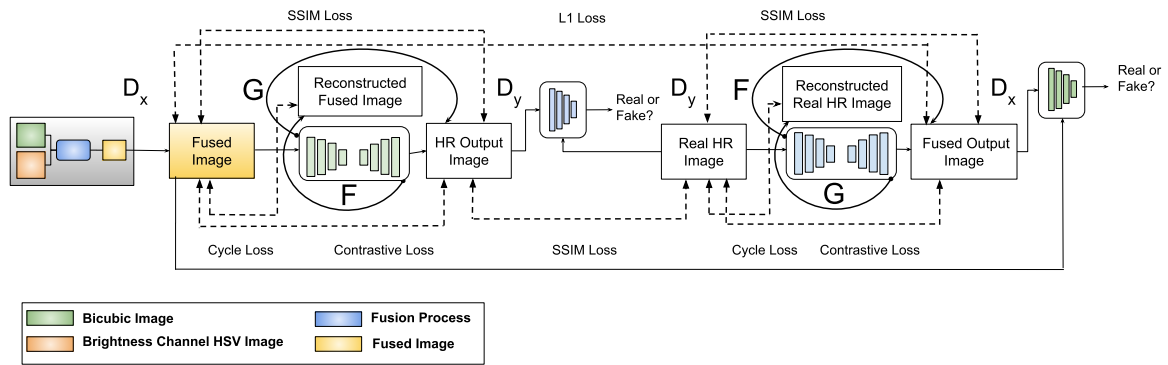 SSIM Loss
L1 Loss
SSIM Loss
Dx
G
Reconstructed
Fused Image
Dy
Real or
Fake?
Dy
F
Reconstructed
Real HR Image
Dx
Real or
Fake?
Fused
Image
F
HR Output
Image
Real HR
Image
G
Fused Output
Image
Cycle Loss
Contrastive Loss
SSIM Loss
Cycle Loss
Contrastive Loss
Bicubic Image
Fusion Process
Brightness Channel HSV Image
Fused Image